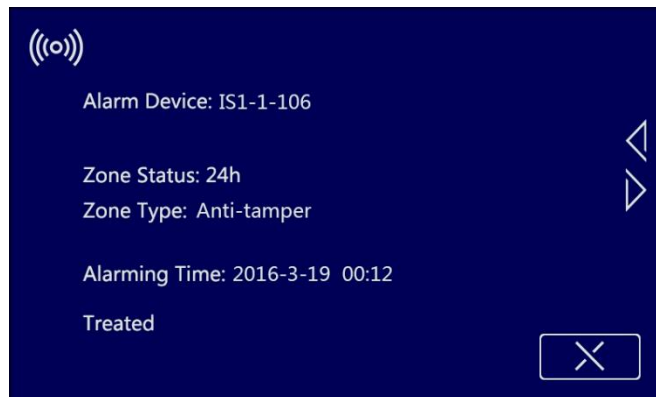 Alarm Device: IS1-1-106
Zone Status: 24h
Zone Type: Anti-tamper
Alarming Time: 2016-3-19 00:12
Treated